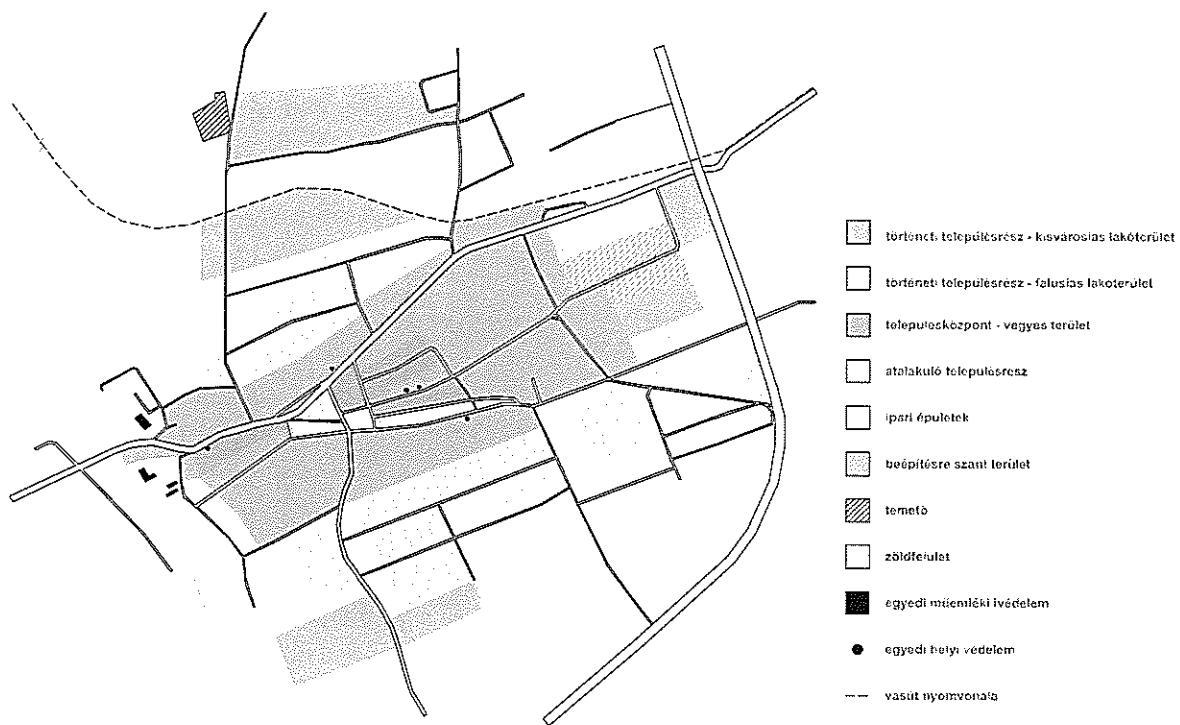 történeti településrész - kisvárosias lakóterület
történeti településrész - falusias lakóterület
településközpont - vegyes terület
átalakuló településrész
ipari épületek
beépítésre szánt terület
temető
zöldfelület
egyedi műemléki védelem
egyedi helyi védelem
vasút nyomvonala